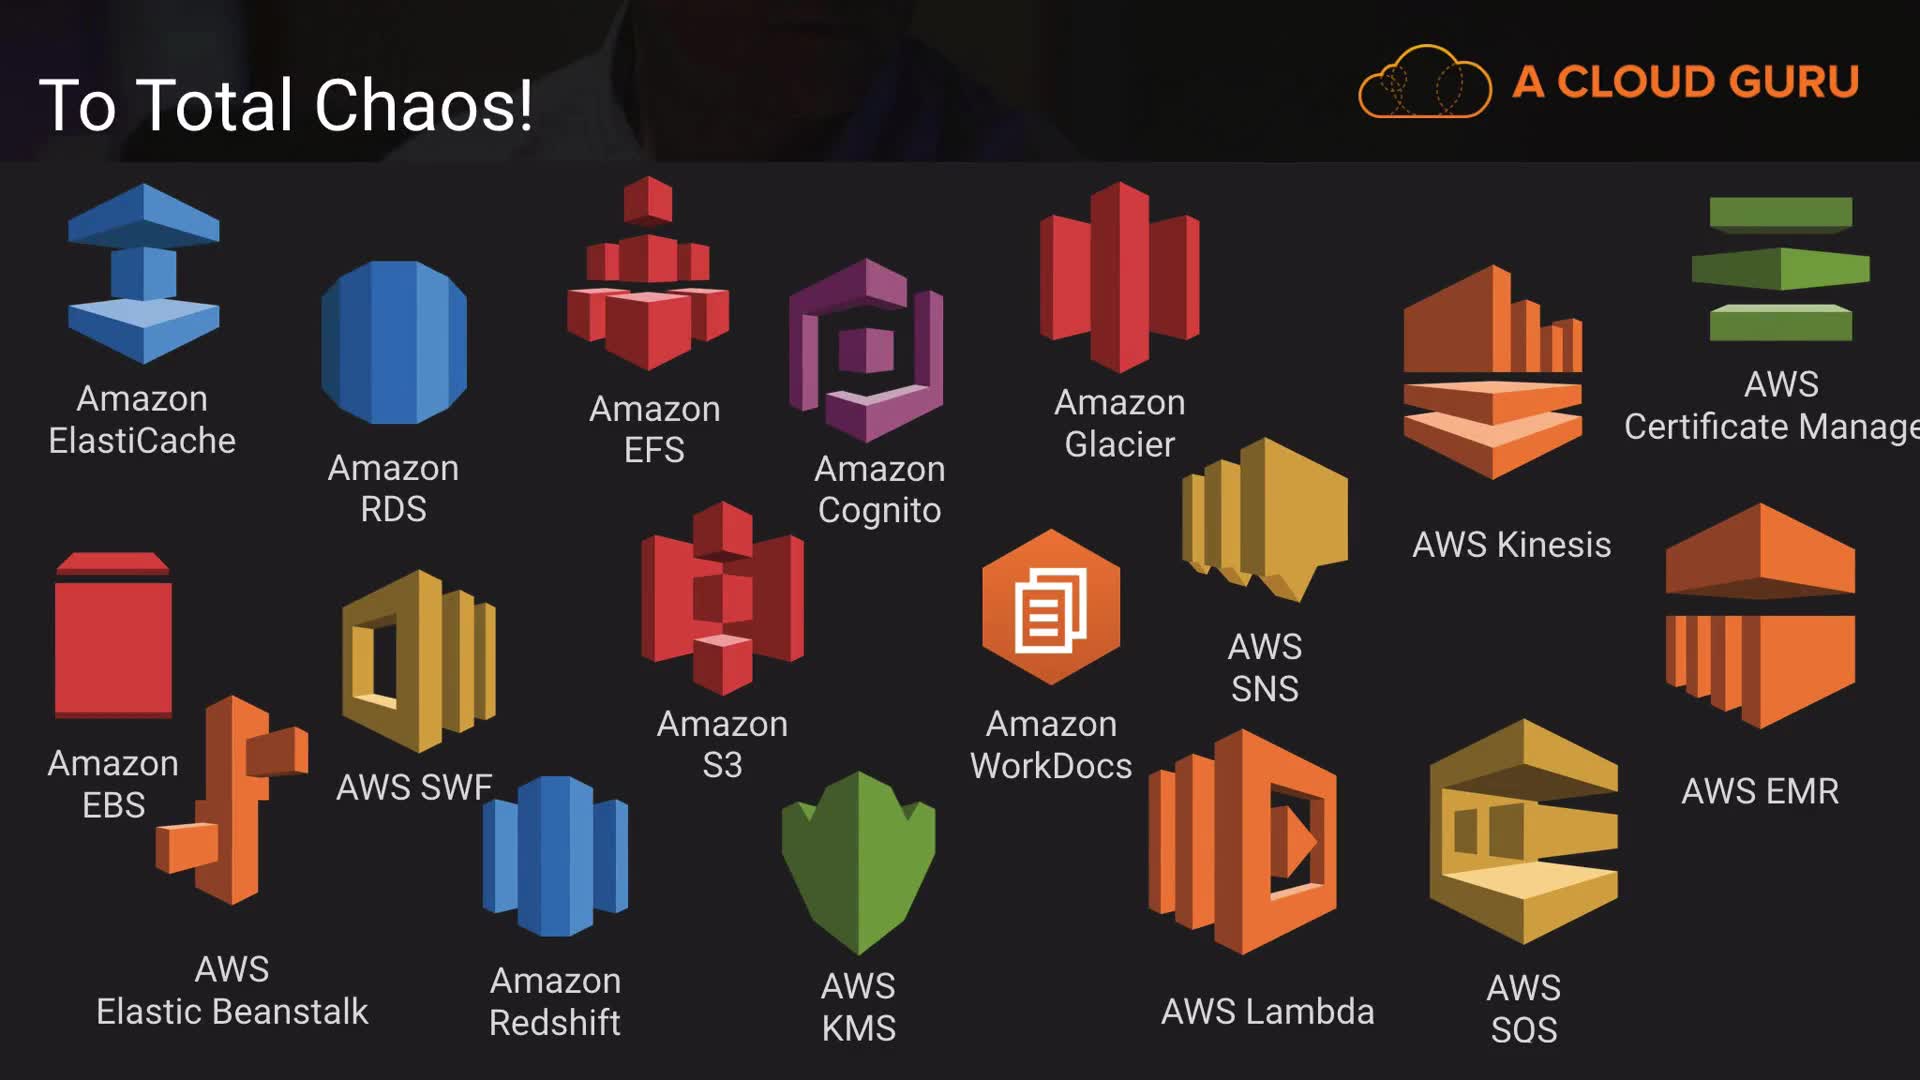 To Total Chaos!
A CLOUD GURU
Amazon
ElastiCache
Amazon
RDS
Amazon
EFS
Amazon
Cognito
Amazon
Glacier
AWS Kinesis
AWS
Certificate Manage
Amazon
EBS
AWS SWF
Amazon
S3
Amazon
WorkDocs
AWS
SNS
AWS EMR
AWS
Elastic Beanstalk
Amazon
Redshift
AWS
KMS
AWS Lambda
AWS
SQS